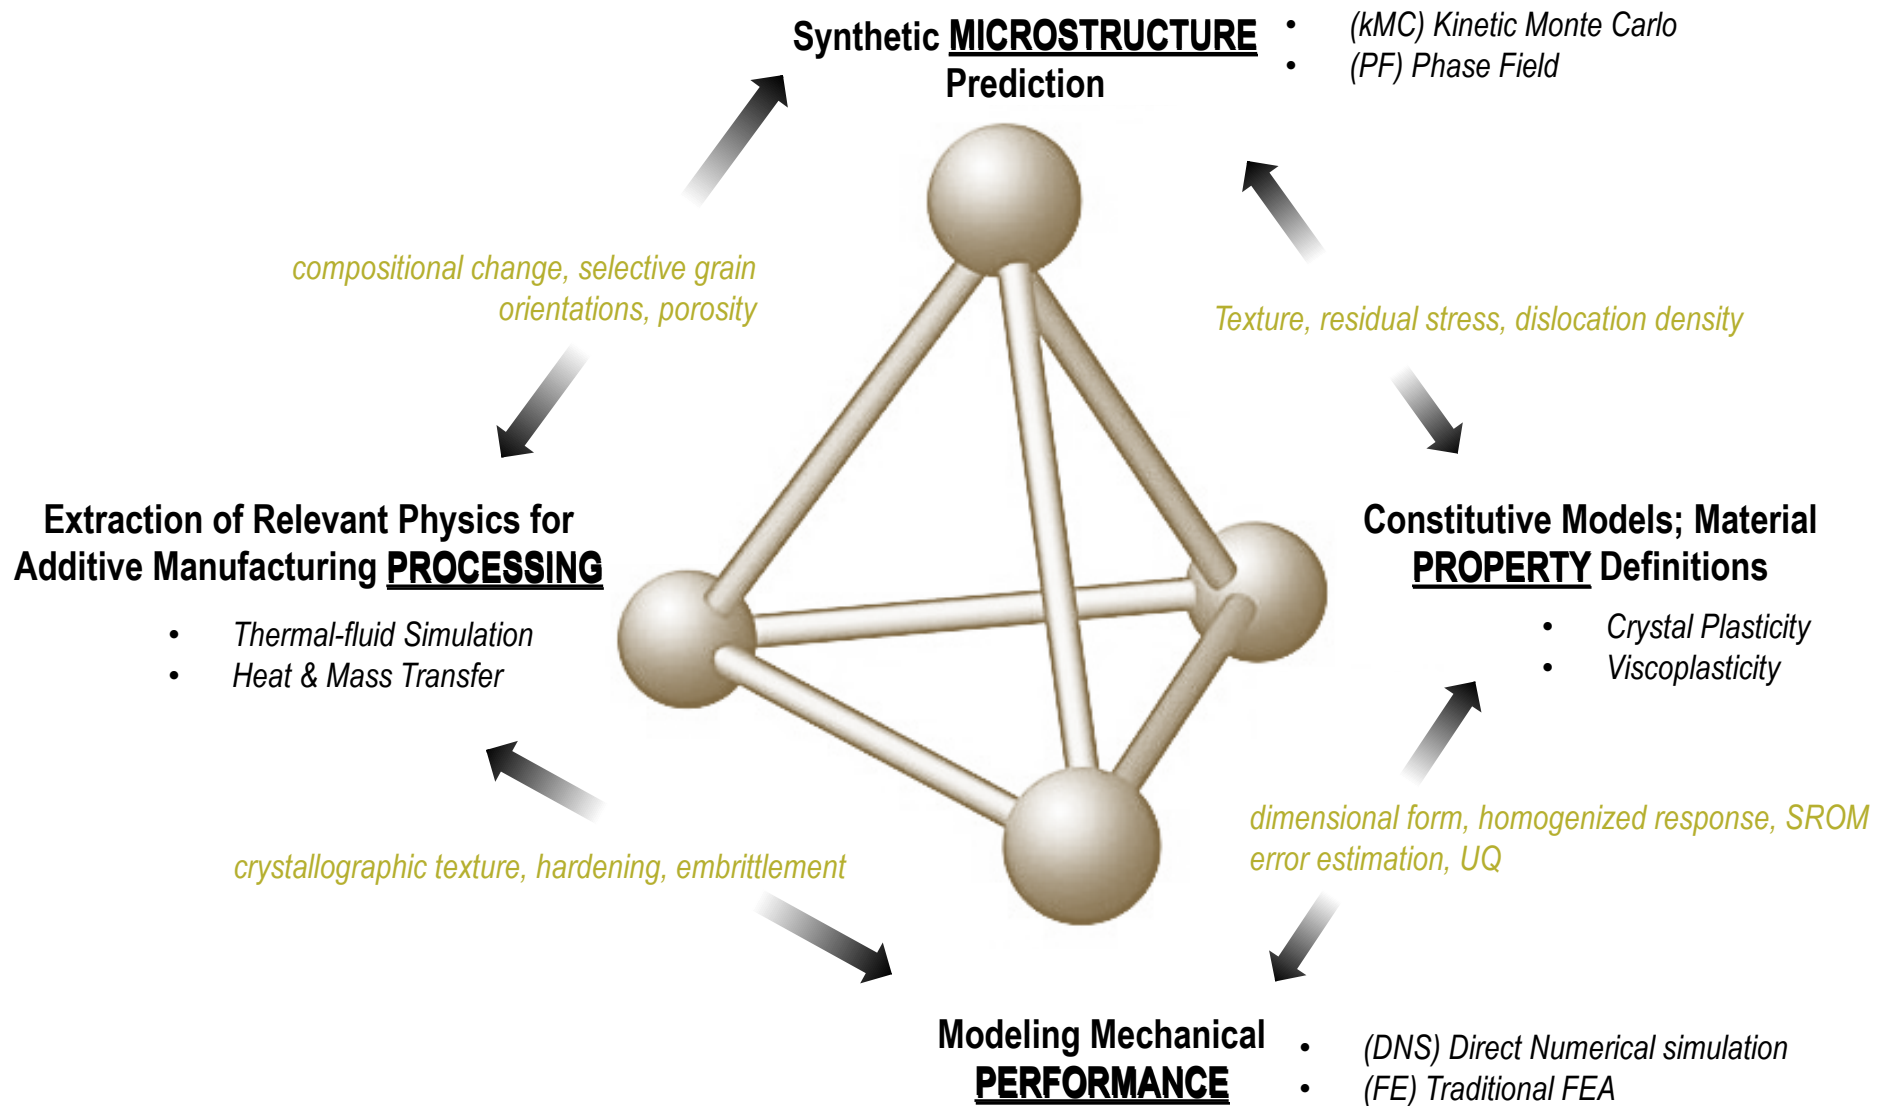 Synthetic MICROSTRUCTURE
Prediction
• (kMC) Kinetic Monte Carlo
• (PF) Phase Field
compositional change, selective grain
orientations, porosity
Texture, residual stress, dislocation density
Extraction of Relevant Physics for
Additive Manufacturing PROCESSING
• Thermal-fluid Simulation
• Heat & Mass Transfer
Constitutive Models; Material
PROPERTY Definitions
• Crystal Plasticity
• Viscoplasticity
crystallographic texture, hardening, embrittlement
dimensional form, homogenized response, SROM
error estimation, UQ
Modeling Mechanical
PERFORMANCE
• (DNS) Direct Numerical simulation
• (FE) Traditional FEA